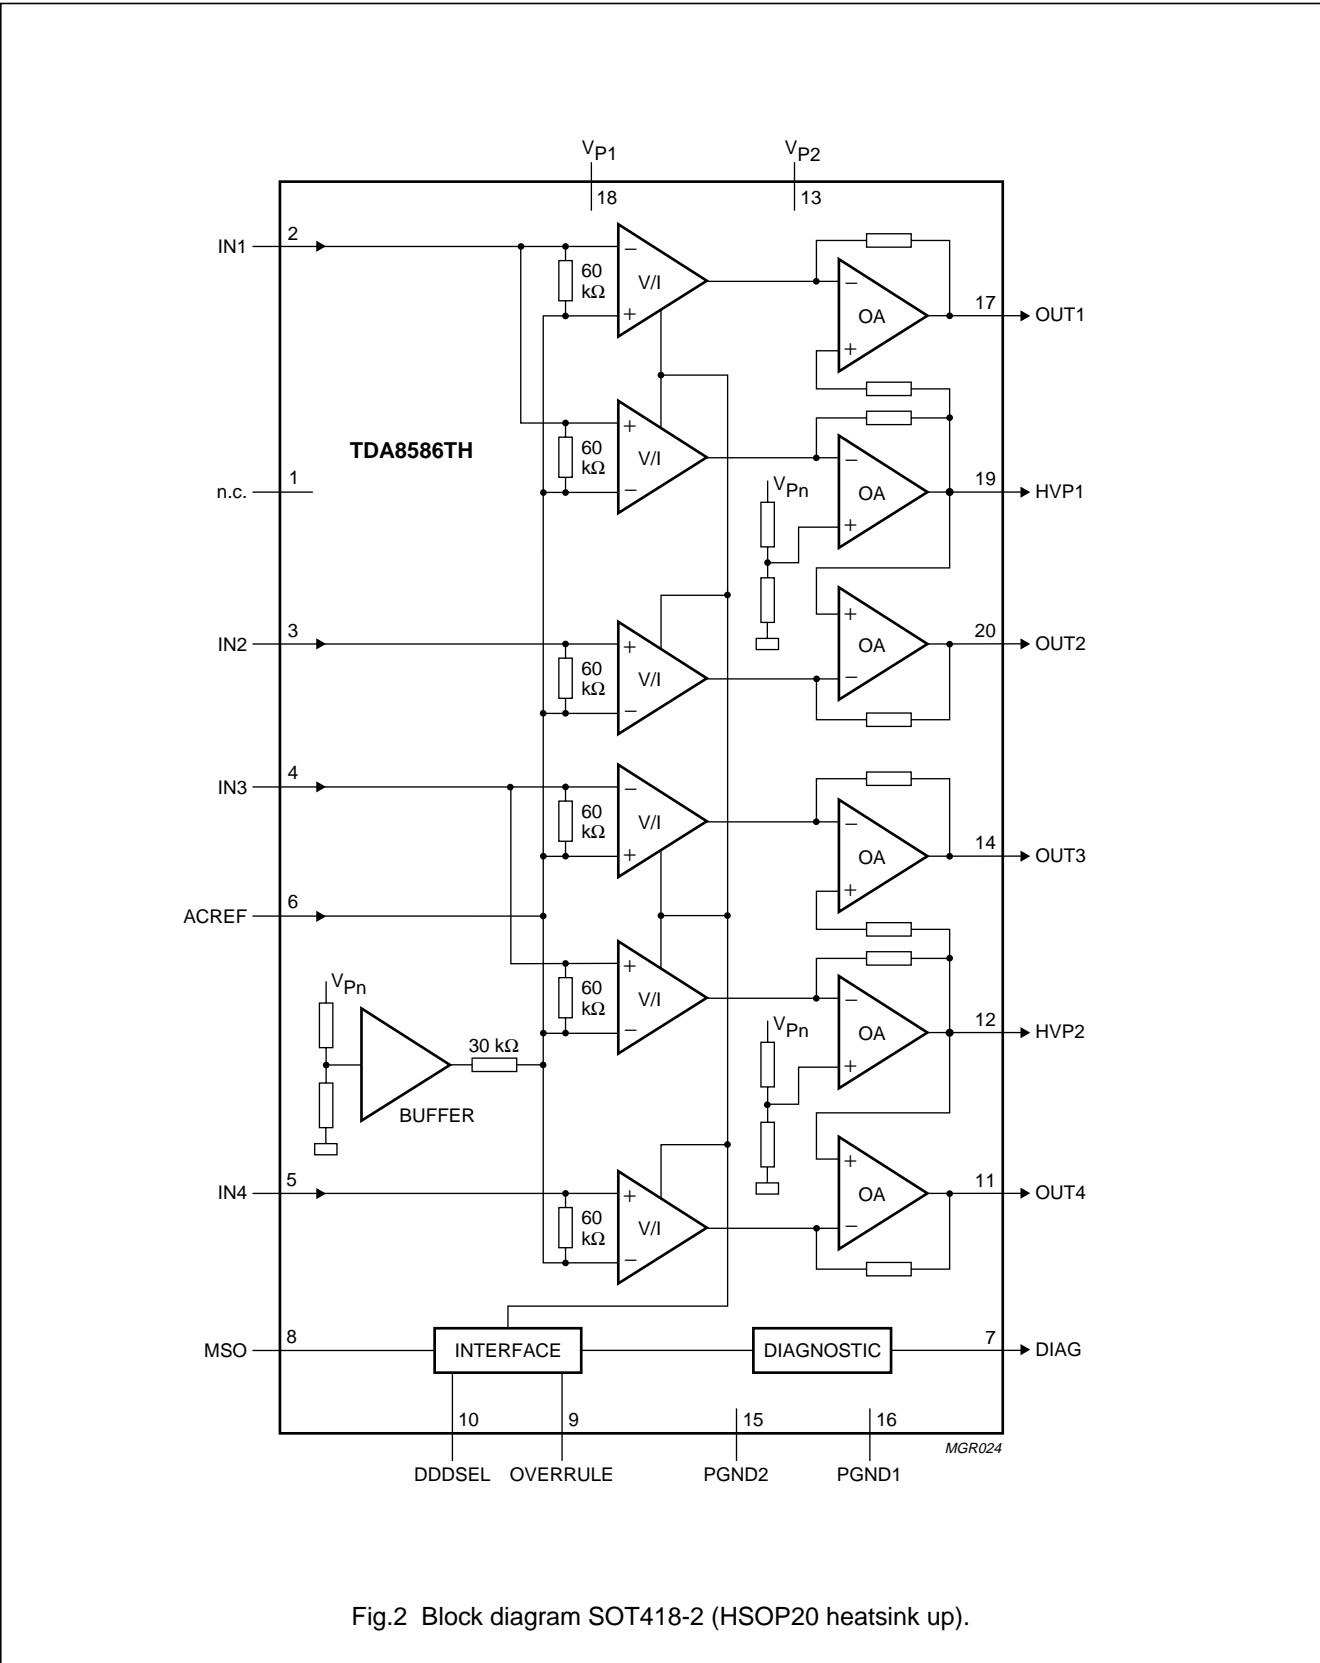 VP1
VP2
18
13
IN1
2
−
60
kΩ
V/I
+
−
OA
+
17
OUT1
+
60
kΩ
V/I
−
TDA8586TH
n.c.
1
VPn
−
OA
+
19
HVP1
IN2
3
+
60
kΩ
V/I
−
+
OA
−
20
OUT2
IN3
4
−
60
kΩ
V/I
+
−
OA
+
14
OUT3
ACREF
6
+
60
kΩ
V/I
−
VPn
30 kΩ
BUFFER
VPn
−
OA
+
12
HVP2
IN4
5
+
60
kΩ
V/I
−
+
OA
−
11
OUT4
MSO
8
INTERFACE
DIAGNOSTIC
7
DIAG
10
9
15
16
MGR024
DDDSEL
OVERRULE
PGND2
PGND1
Fig.2 Block diagram SOT418-2 (HSOP20 heatsink up).